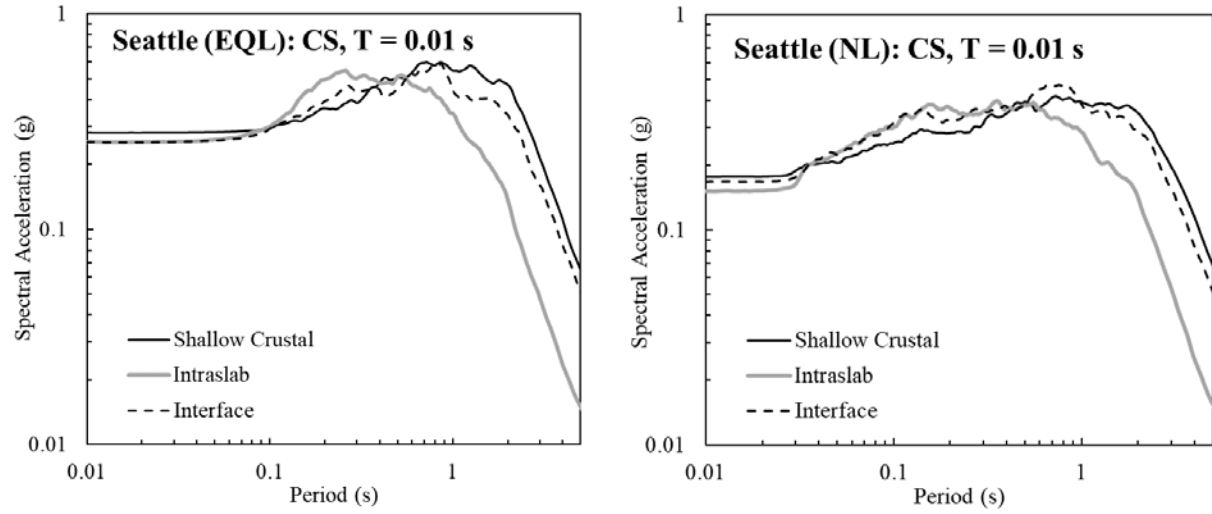 Seattle (EQL): CS, T = 0.01 s
1
0.1
0.01
Spectral Acceleration (g)
Shallow Crustal
Intraslab
Interface
0.01
0.1
1
Period (s)
Seattle (NL): CS, T = 0.01 s
1
0.1
0.01
Spectral Acceleration (g)
Shallow Crustal
Intraslab
Interface
0.01
0.1
1
Period (s)